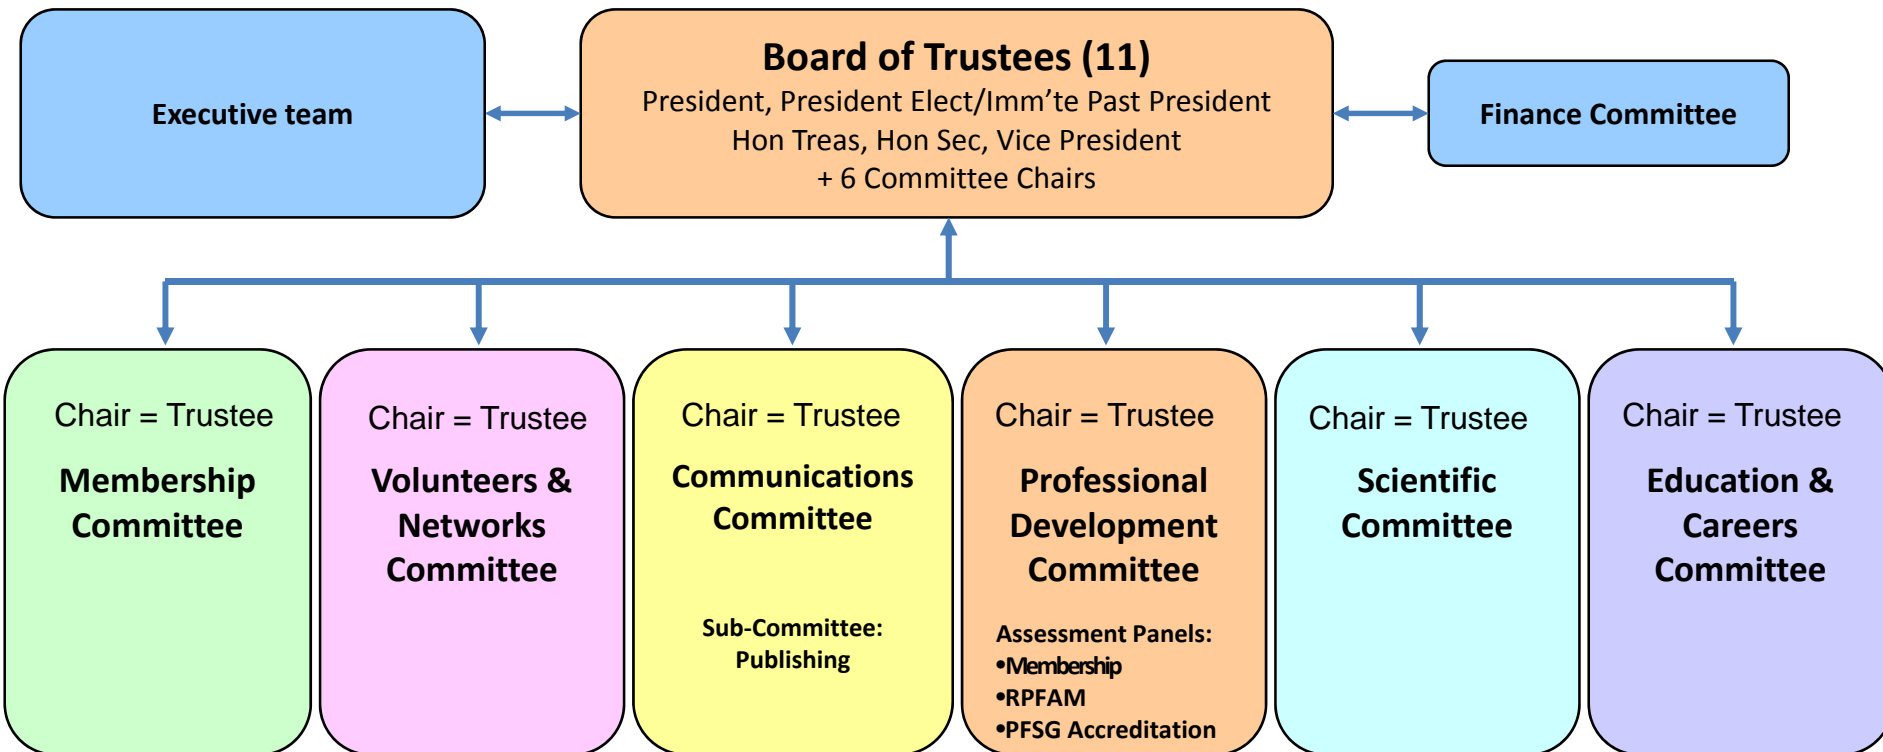 Executive team
Board of Trustees (11)
President, President Elect/Imm’te Past President
Hon Treas, Hon Sec, Vice President
+ 6 Committee Chairs
Finance Committee
Chair = Trustee
Membership
Committee
Chair = Trustee
Volunteers &
Networks
Committee
Chair = Trustee
Communications
Committee
Sub-Committee:
Publishing
Chair = Trustee
Professional
Development
Committee
Assessment Panels:
•Membership
•RPFAM
•PFSG Accreditation
Chair = Trustee
Scientific
Committee
Chair = Trustee
Education &
Careers
Committee